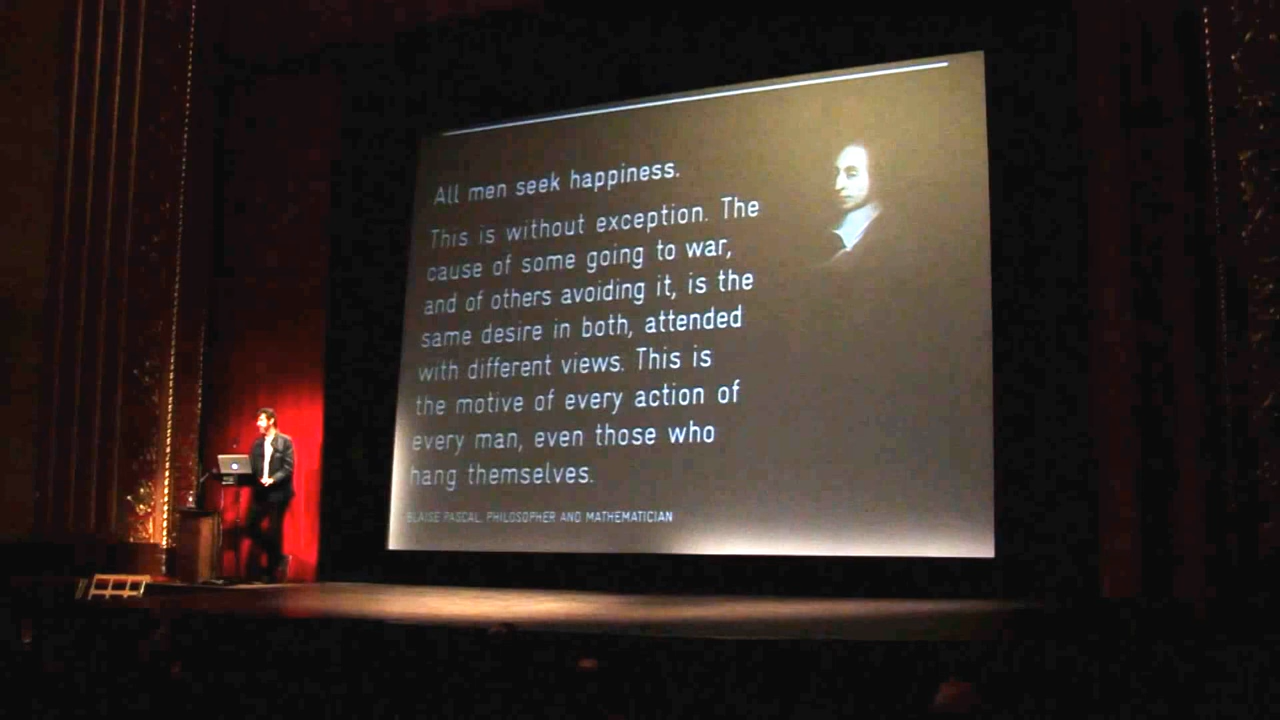 All men seek happiness.
This is without exception. The
cause of some going to war,
and of others avoiding it, is the
same desire in both, attended
with different views. This is
the motive of every action of
every man, even those who
hang themselves.
BLAISE PASCAL, PHILOSOPHER AND MATHEMATICIAN